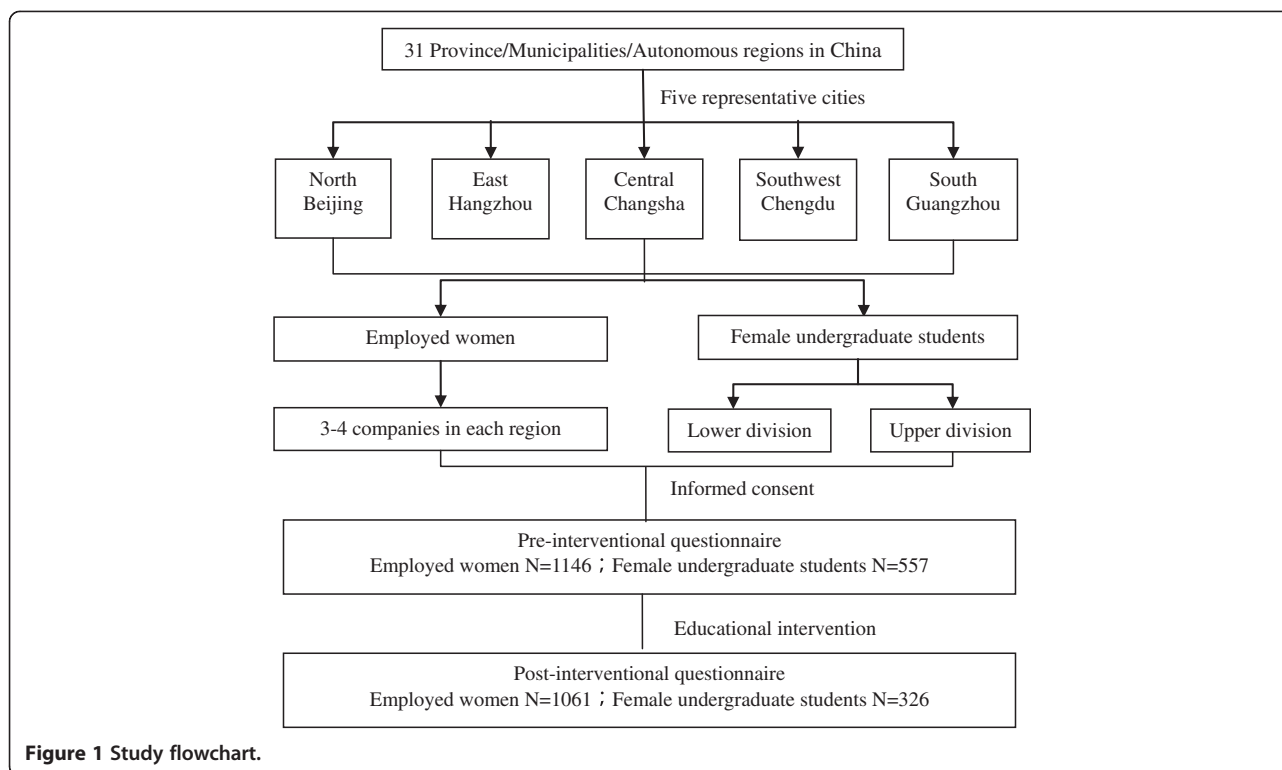 31 Province/Municipalities/Autonomous regions in China
Five representative cities
North
Beijing
East
Hangzhou
Central
Changsha
Southwest
Chengdu
South
Guangzhou
Employed women
Female undergraduate students
3-4 companies in each region
Lower division
Upper division
Informed consent
Pre-interventional questionnaire
Employed women N=1146；Female undergraduate students N=557
Educational intervention
Post-interventional questionnaire
Employed women N=1061；Female undergraduate students N=326
Figure 1 Study flowchart.